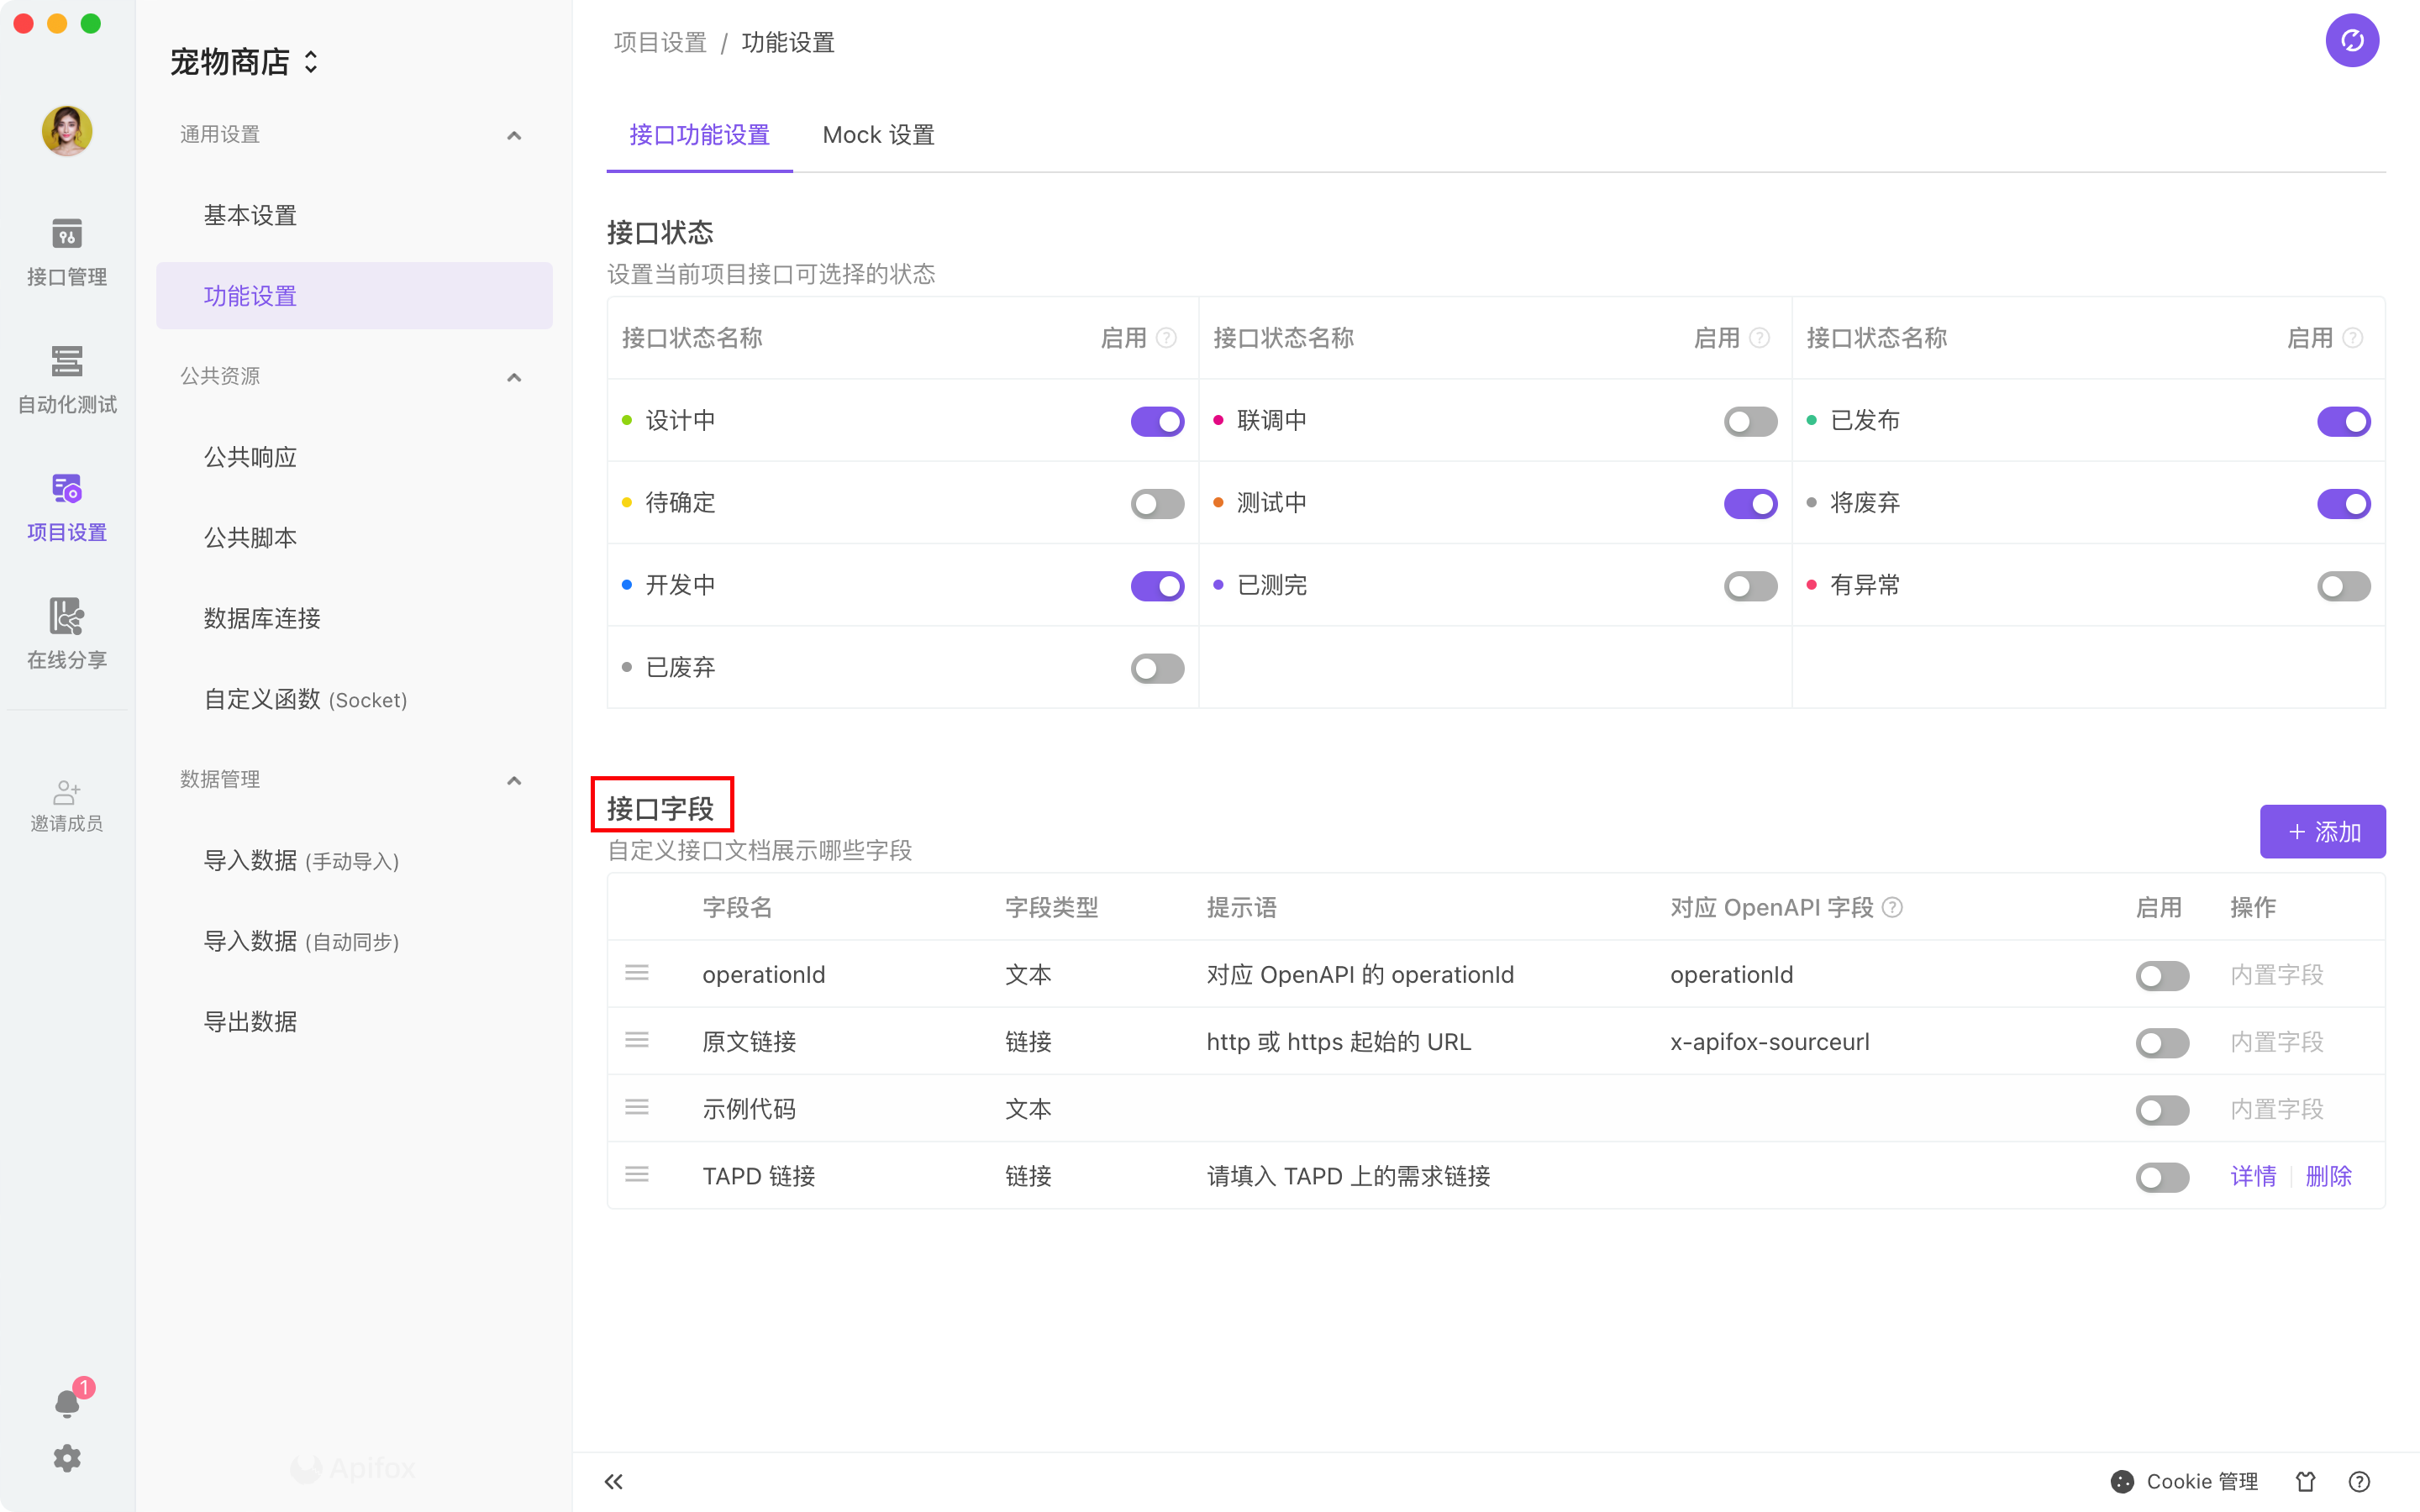 宠物商店
通用设置
基本设置
功能设置
公共资源
公共响应
公共脚本
数据库连接
自定义函数 (Socket)
数据管理
导入数据 (手动导入)
导入数据 (自动同步)
导出数据
Apifox
接口管理
自动化测试
项目设置
在线分享
邀请成员
1
项目设置 / 功能设置
接口功能设置 Mock 设置
接口状态
设置当前项目接口可选择的状态
接口状态名称 启用 接口状态名称 启用 接口状态名称 启用
设计中 联调中 已发布
待确定 测试中 将废弃
开发中 已测完 有异常
已废弃
接口字段
自定义接口文档展示哪些字段
+ 添加
字段名 字段类型 提示语 对应 OpenAPI 字段 启用 操作
operationId 文本 对应 OpenAPI 的 operationId operationId 内置字段
原文链接 链接 http 或 https 起始的 URL x-apifox-sourceurl 内置字段
示例代码 文本 内置字段
TAPD 链接 链接 请填入 TAPD 上的需求链接 详情 删除
Cookie 管理